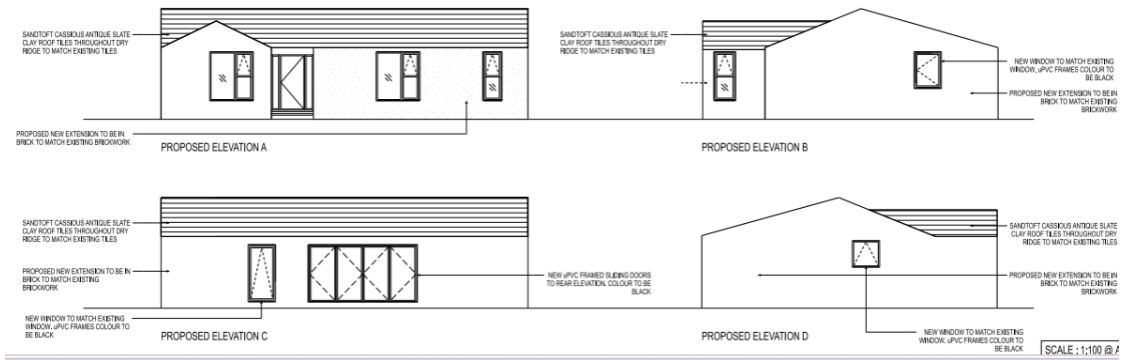 SANDTOFT CASSIOUS ANTIQUE SLATE
CLAY ROOF TILES THROUGHOUT DRY
RIDGE TO MATCH EXISTING TILES
PROPOSED NEW EXTENSION TO BE IN
BRICK TO MATCH EXISTING BRICKWORK
PROPOSED ELEVATION A
SANDTOFT CASSIOUS ANTIQUE SLATE
CLAY ROOF TILES THROUGHOUT DRY
RIDGE TO MATCH EXISTING TILES
NEW WINDOW TO MATCH EXISTING
WINDOW, uPVC FRAMES COLOUR TO
BE BLACK
PROPOSED NEW EXTENSION TO BE IN
BRICK TO MATCH EXISTING
BRICKWORK
PROPOSED ELEVATION B
SANDTOFT CASSIOUS ANTIQUE SLATE
CLAY ROOF TILES THROUGHOUT DRY
RIDGE TO MATCH EXISTING TILES
PROPOSED NEW EXTENSION TO BE IN
BRICK TO MATCH EXISTING
BRICKWORK
NEW WINDOW TO MATCH EXISTING
WINDOW, uPVC FRAMES COLOUR TO
BE BLACK
NEW uPVC FRAMED SLIDING DOORS
TO REAR ELEVATION. COLOUR TO BE
BLACK
PROPOSED ELEVATION C
SANDTOFT CASSIOUS ANTIQUE SLATE
CLAY ROOF TILES THROUGHOUT DRY
RIDGE TO MATCH EXISTING TILES
PROPOSED NEW EXTENSION TO BE IN
BRICK TO MATCH EXISTING
BRICKWORK
NEW WINDOW TO MATCH EXISTING
WINDOW, uPVC FRAMES COLOUR TO
BE BLACK
PROPOSED ELEVATION D
SCALE : 1:100 @